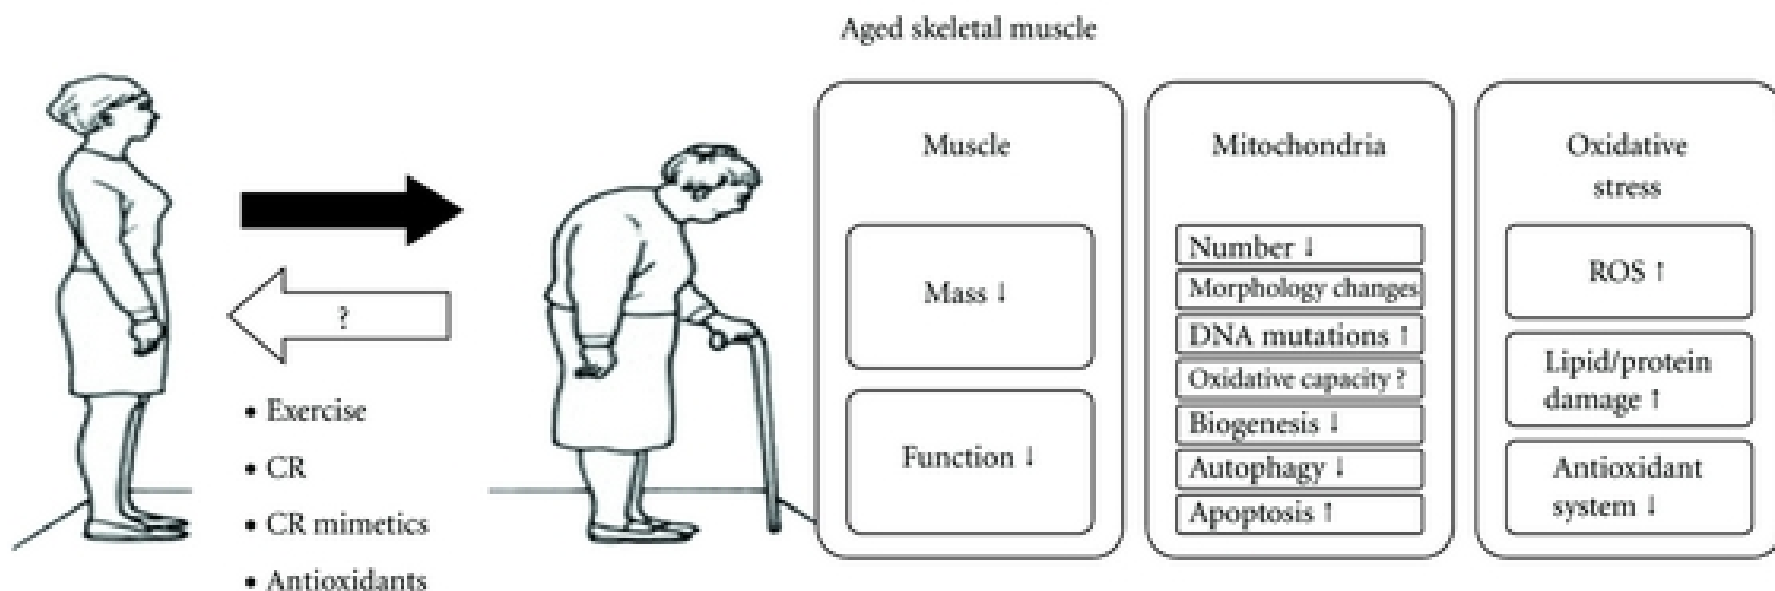 Aged skeletal muscle
?
• Exercise
• CR
• CR mimetics
• Antioxidants
Muscle
Mass ↓
Function ↓
Mitochondria
Number ↓
Morphology changes
DNA mutations ↑
Oxidative capacity ?
Biogenesis ↓
Autophagy ↓
Apoptosis ↑
Oxidative
stress
ROS ↑
Lipid/protein
damage ↑
Antioxidant
system ↓